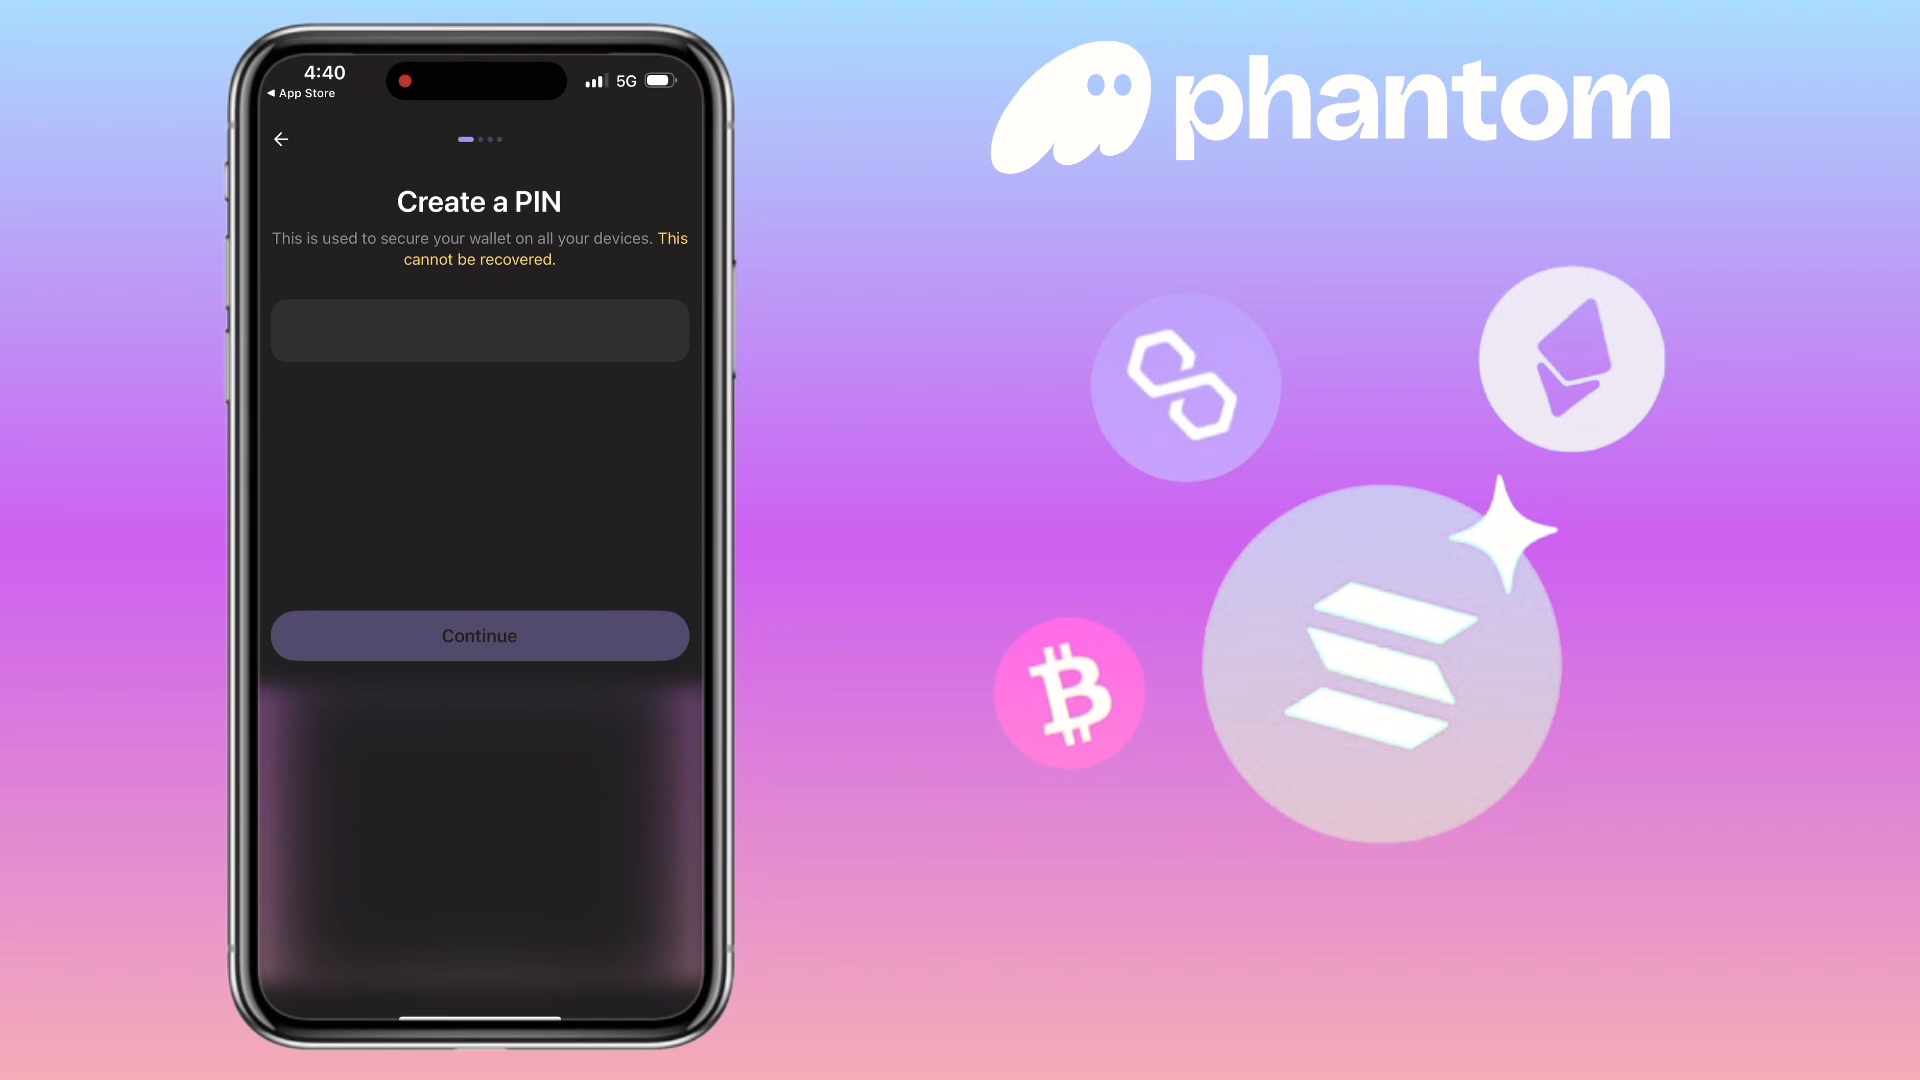 4:40
5G
◀ App Store
Create a PIN
This is used to secure your wallet on all your devices. This
cannot be recovered.
Continue
phantom